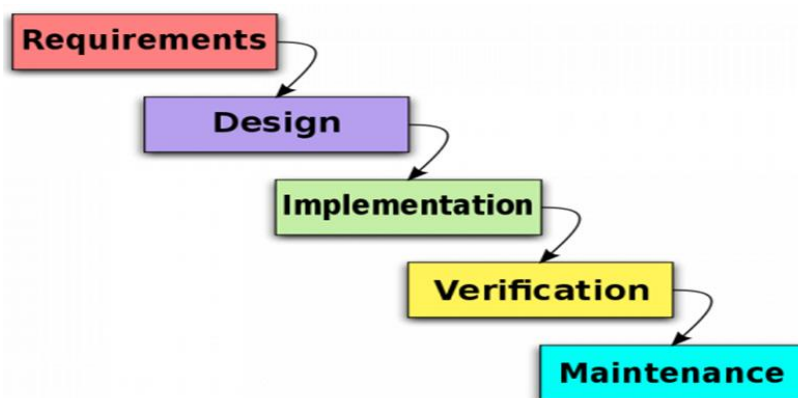 Requirements
Design
Implementation
Verification
Maintenance